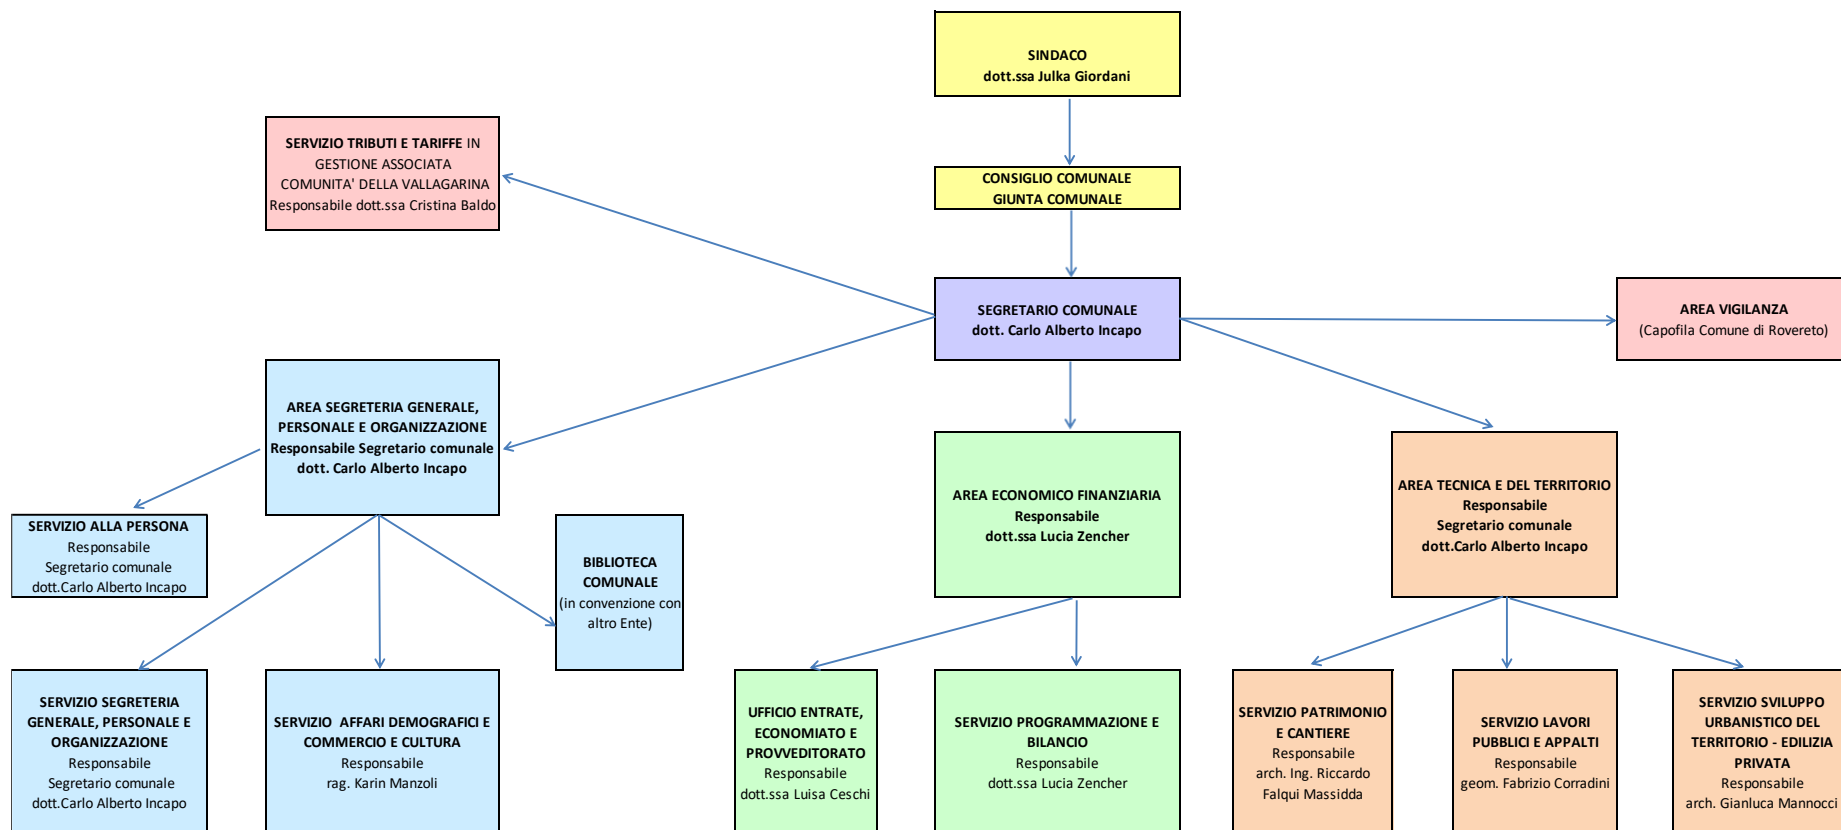 SINDACO
dott.ssa Julka Giordani
SERVIZIO TRIBUTI E TARIFFE IN
GESTIONE ASSOCIATA
COMUNITA' DELLA VALLAGARINA
Responsabile dott.ssa Cristina Baldo
CONSIGLIO COMUNALE
GIUNTA COMUNALE
SEGRETARIO COMUNALE
dott. Carlo Alberto Incapo
AREA VIGILANZA
(Capofila Comune di Rovereto)
AREA SEGRETERIA GENERALE,
PERSONALE E ORGANIZZAZIONE
Responsabile Segretario comunale
dott. Carlo Alberto Incapo
AREA ECONOMICO FINANZIARIA
Responsabile
dott.ssa Lucia Zencher
AREA TECNICA E DEL TERRITORIO
Responsabile
Segretario comunale
dott.Carlo Alberto Incapo
SERVIZIO ALLA PERSONA
Responsabile
Segretario comunale
dott.Carlo Alberto Incapo
BIBLIOTECA
COMUNALE
(in convenzione con
altro Ente)
SERVIZIO SEGRETERIA
GENERALE, PERSONALE E
ORGANIZZAZIONE
Responsabile
Segretario comunale
dott.Carlo Alberto Incapo
SERVIZIO  AFFARI DEMOGRAFICI E
COMMERCIO E CULTURA
Responsabile
rag. Karin Manzoli
UFFICIO ENTRATE,
ECONOMIATO E
PROVVEDITORATO
Responsabile
dott.ssa Luisa Ceschi
SERVIZIO PROGRAMMAZIONE E
BILANCIO
Responsabile
dott.ssa Lucia Zencher
SERVIZIO PATRIMONIO
E CANTIERE
Responsabile
arch. Ing. Riccardo
Falqui Massidda
SERVIZIO LAVORI
PUBBLICI E APPALTI
Responsabile
geom. Fabrizio Corradini
SERVIZIO SVILUPPO
URBANISTICO DEL
TERRITORIO - EDILIZIA
PRIVATA
Responsabile
arch. Gianluca Mannocci